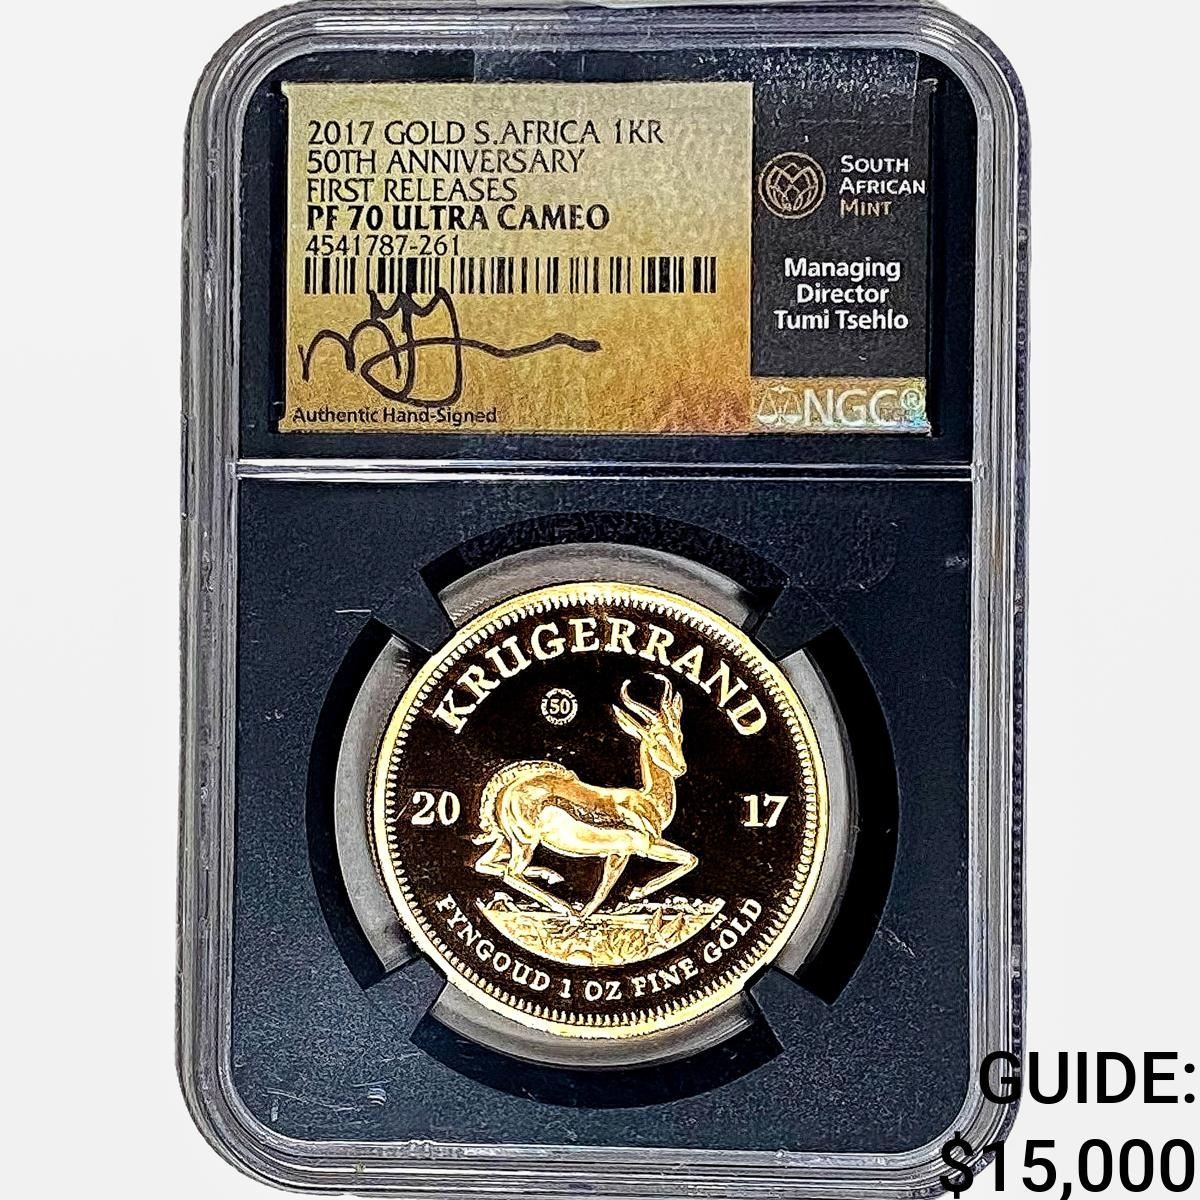 2017 GOLD S.AFRICA 1KR
50TH ANNIVERSARY
FIRST RELEASES
PF 70 ULTRA CAMEO
4541787-261
Authentic Hand-Signed
SOUTH
AFRICAN
MINT
Managing
Director
Tumi Tsehlo
NGC®
KRUGERRAND
50
20 17
FYNGOUD 1 OZ FINE GOLD
GUIDE:
$15,000